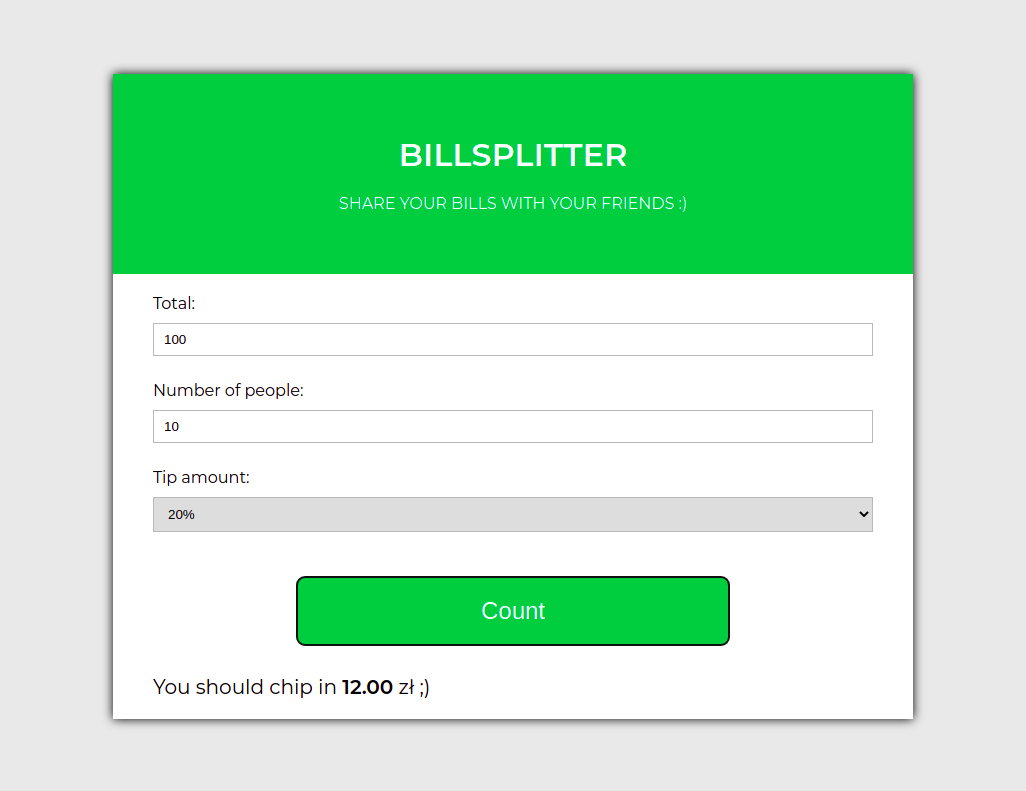 BILLSPLITTER
SHARE YOUR BILLS WITH YOUR FRIENDS :)
Total:
100
Number of people:
10
Tip amount:
20%
Count
You should chip in 12.00 zł ;)